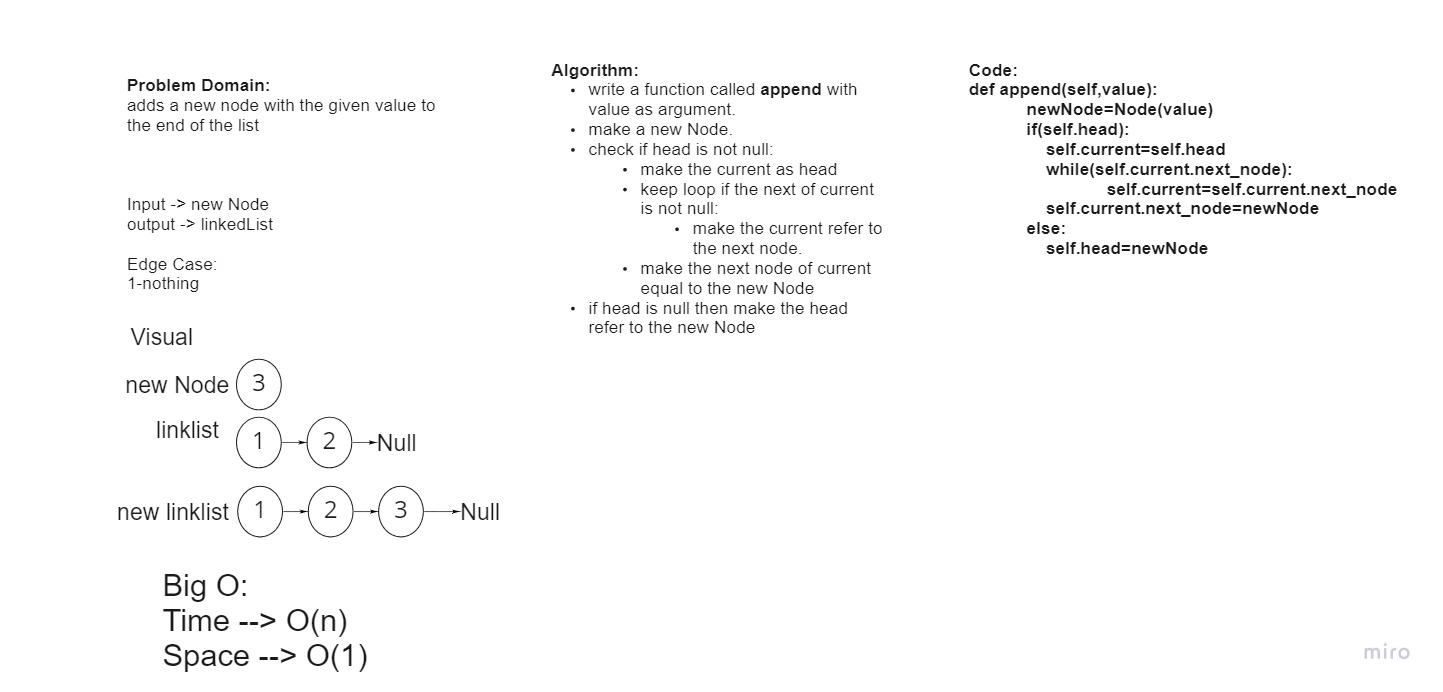 Problem Domain:
adds a new node with the given value to
the end of the list
Input -> new Node
output -> linkedList
Edge Case:
1-nothing
Visual
new Node 3
linklist 1 2 Null
new linklist 1 2 3 Null
Big O:
Time --> O(n)
Space --> O(1)
Algorithm:
• write a function called append with
value as argument.
• make a new Node.
• check if head is not null:
• make the current as head
• keep loop if the next of current
is not null:
• make the current refer to
the next node.
• make the next node of current
equal to the new Node
• if head is null then make the head
refer to the new Node
Code:
def append(self,value):
newNode=Node(value)
if(self.head):
self.current=self.head
while(self.current.next_node):
self.current=self.current.next_node
self.current.next_node=newNode
else:
self.head=newNode
miro